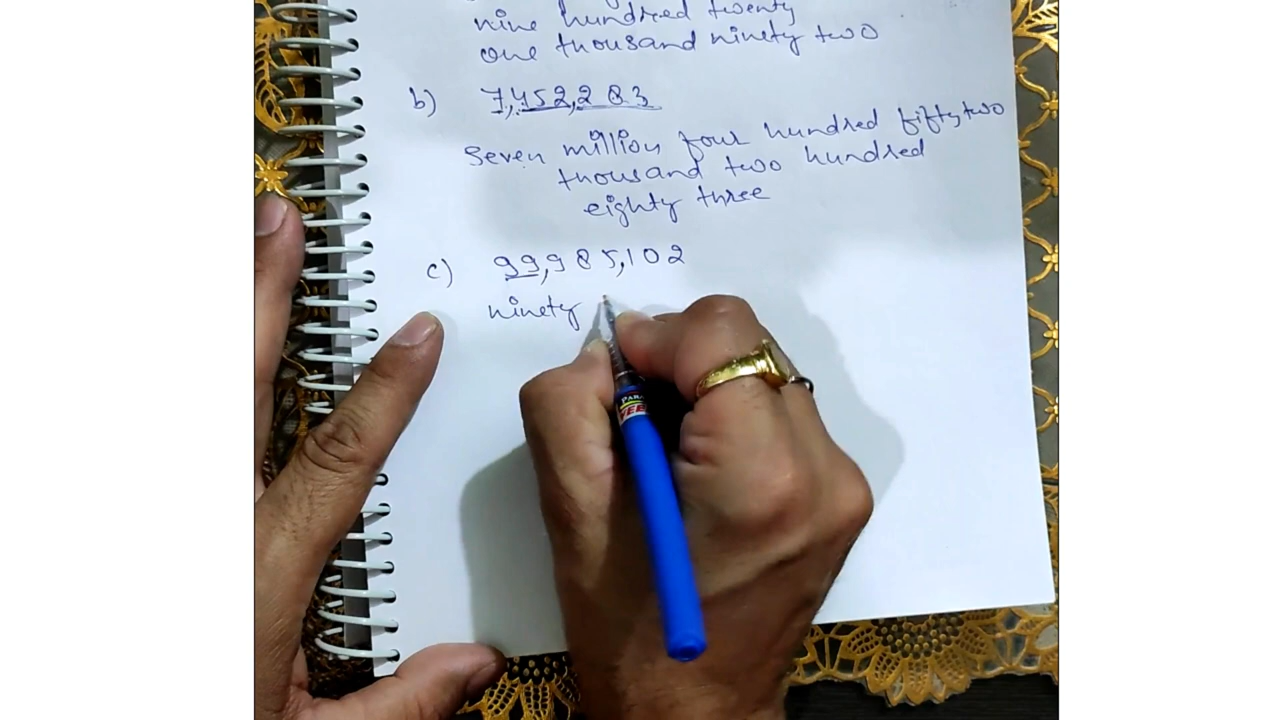 nine hundred twenty
one thousand ninety two
b) 7,452,283
Seven million four hundred fifty two
thousand two hundred
eighty three
c) 99,985,102
ninety